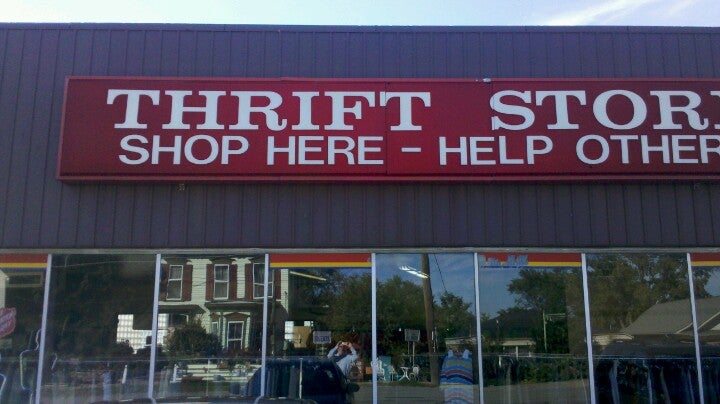 THRIFT STOR
SHOP HERE - HELP OTHER